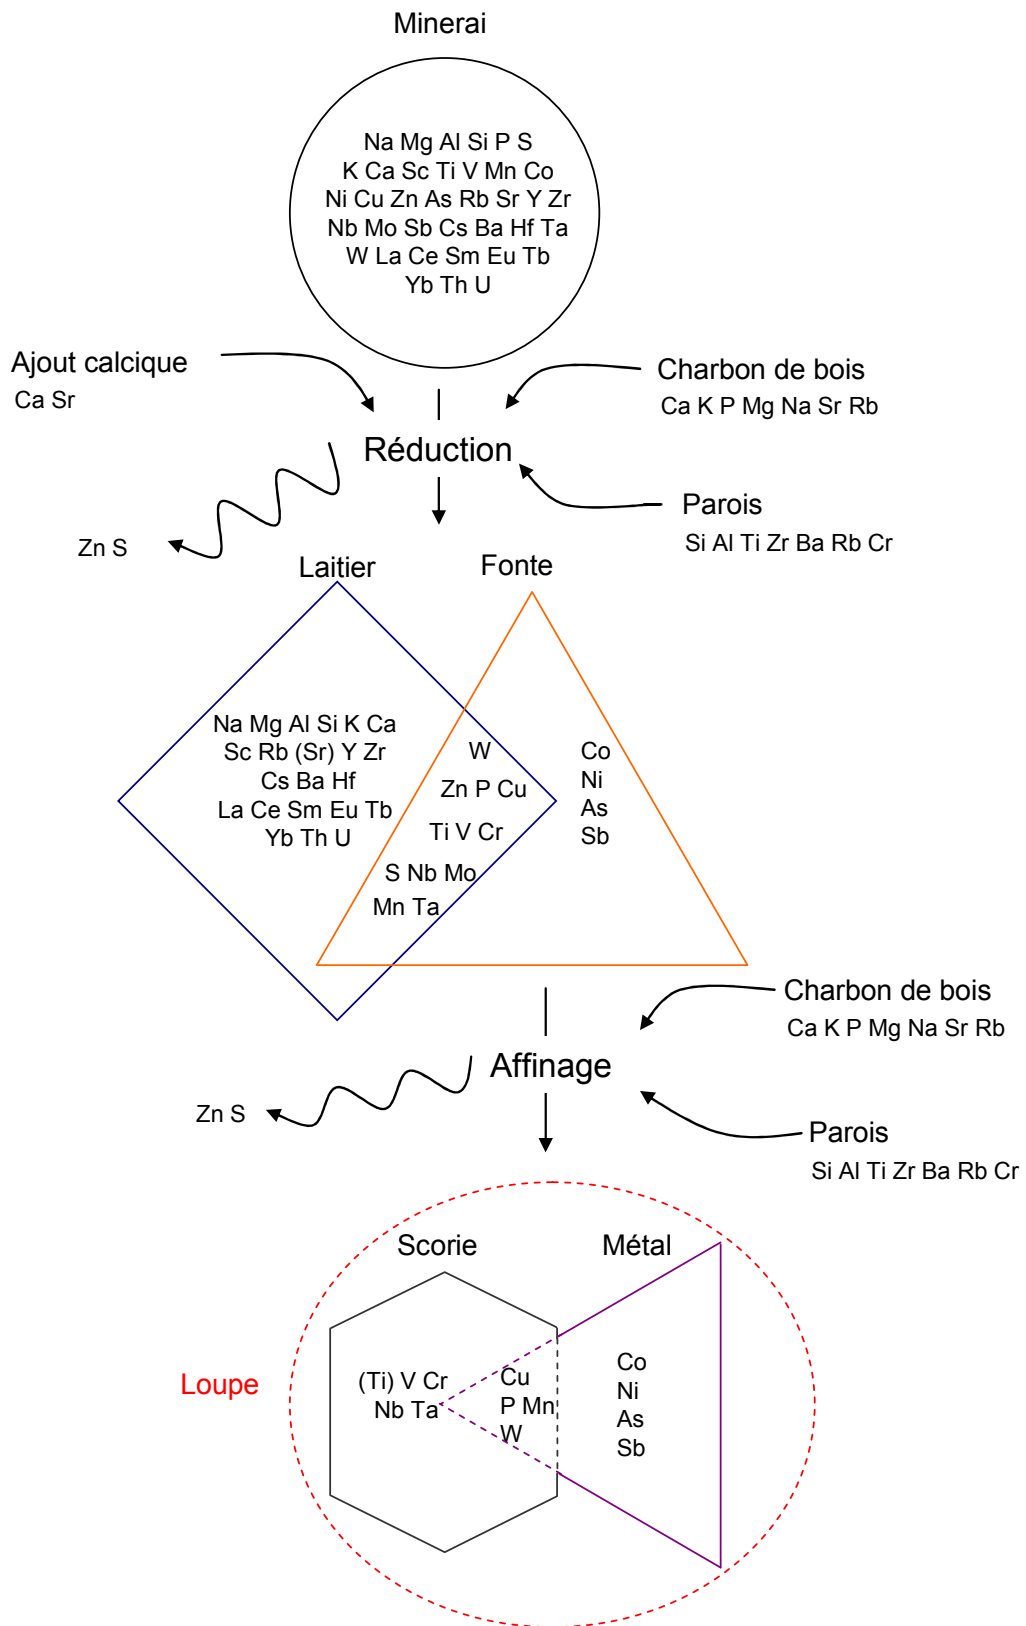 Minerai
Na Mg Al Si P S
K Ca Sc Ti V Mn Co
Ni Cu Zn As Rb Sr Y Zr
Nb Mo Sb Cs Ba Hf Ta
W La Ce Sm Eu Tb
Yb Th U
Ajout calcique
Ca Sr
Charbon de bois
Ca K P Mg Na Sr Rb
Réduction
Parois
Si Al Ti Zr Ba Rb Cr
Zn S
Laitier
Fonte
Na Mg Al Si K Ca
Sc Rb (Sr) Y Zr
Cs Ba Hf
La Ce Sm Eu Tb
Yb Th U
W
Zn P Cu
Ti V Cr
S Nb Mo
Mn Ta
Co
Ni
As
Sb
Charbon de bois
Ca K P Mg Na Sr Rb
Affinage
Zn S
Parois
Si Al Ti Zr Ba Rb Cr
Scorie
Métal
Loupe
(Ti) V Cr
Nb Ta
Cu
P Mn
W
Co
Ni
As
Sb